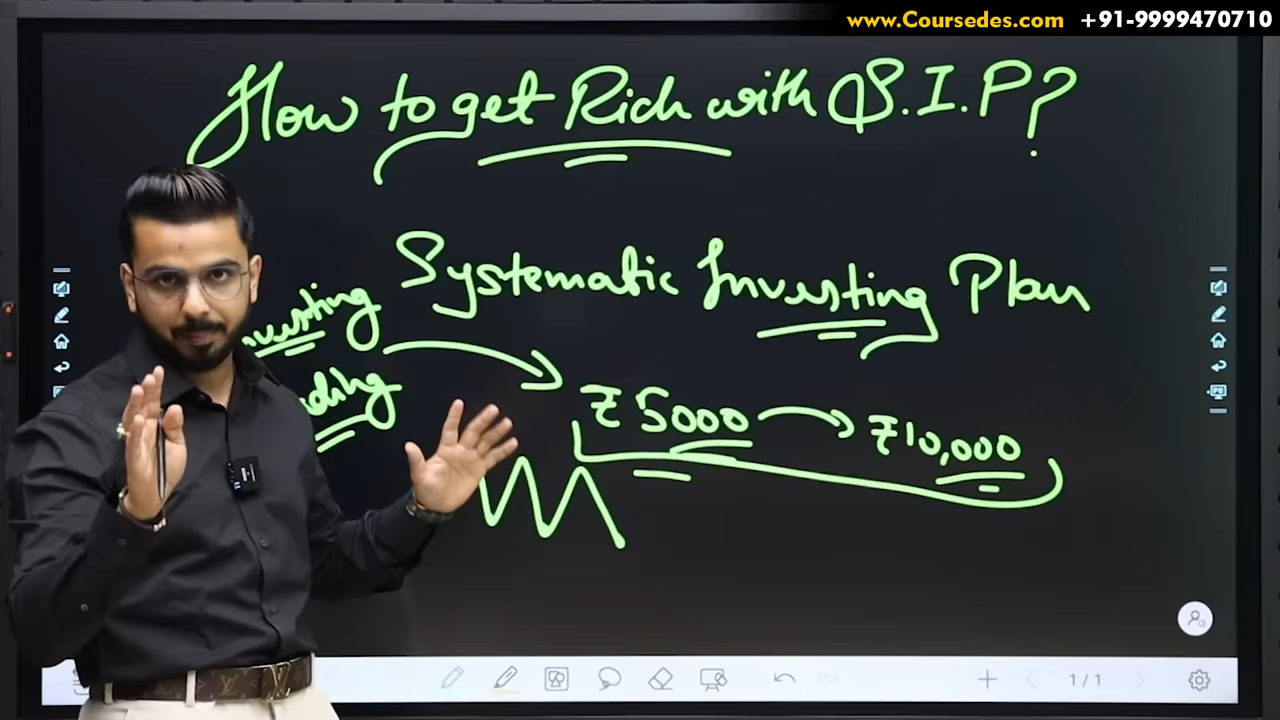 www.Coursedes.com +91-9999470710
How to get Rich with S.I.P?
Systematic Investing Plan
₹5000 ₹10,000
1/1